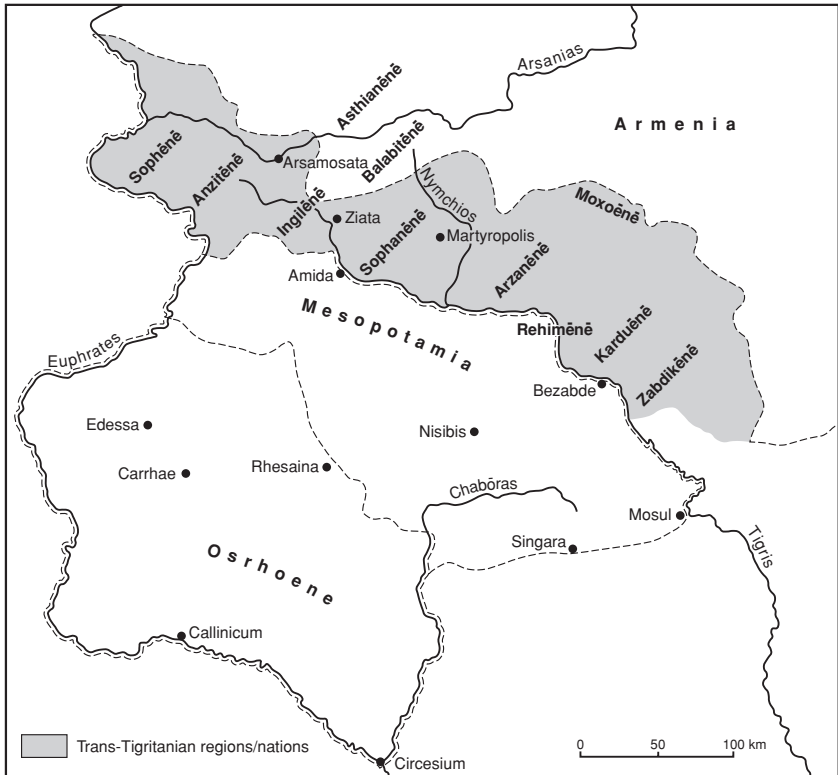 Arsanias
Asthianēnē
Armenia
Balabitēnē
Sophēnē
Arsamosata
Anzitēnē
Nymchios
Moxoēnē
Ingilēnē
Ziata
Sophanēnē
Martyropolis
Arzanēnē
Amida
Mesopotamia
Rehimēnē
Karduēnē
Euphrates
Zabdikēnē
Bezabde
Edessa
Nisibis
Carrhae
Rhesaina
Chabōras
Mosul
Singara
Tigris
Osrhoene
Callinicum
Trans-Tigritanian regions/nations
0 50 100 km
Circesium